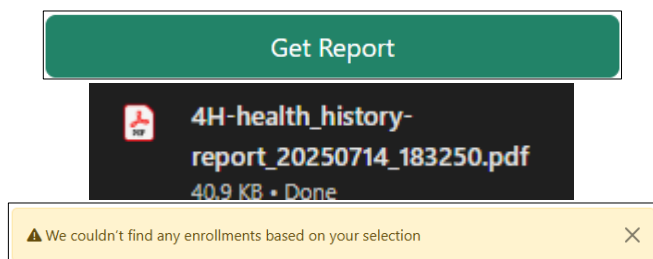 Get Report
4H-health_history-
report_20250714_183250.pdf
40.9 KB • Done
We couldn't find any enrollments based on your selection